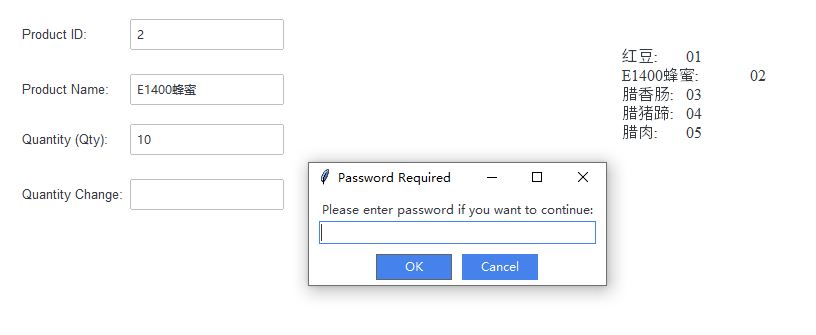 Product ID: 2
Product Name: E1400蜂蜜
Quantity (Qty): 10
Quantity Change:
红豆: 01
E1400蜂蜜: 02
腊香肠: 03
腊猪蹄: 04
腊肉: 05
Password Required
Please enter password if you want to continue:
OK Cancel